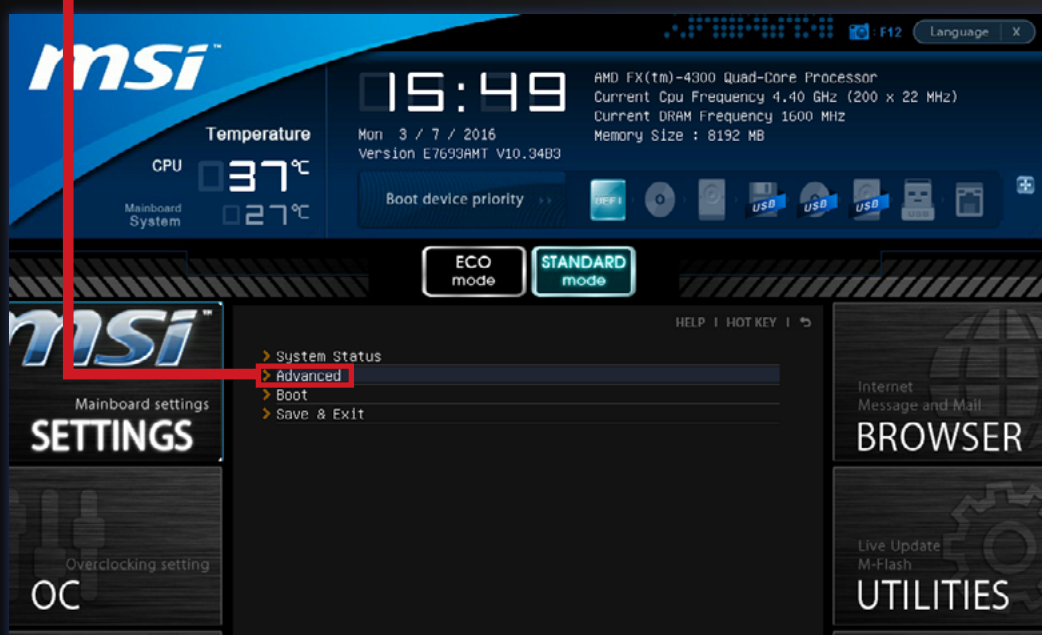 msi™
F12 Language X
15:49
Mon 3 / 7 / 2016
Version E7693AMT V10.34B3
AMD FX(tm)-4300 Quad-Core Processor
Current Cpu Frequency 4.40 GHz (200 x 22 MHz)
Current DRAM Frequency 1600 MHz
Memory Size : 8192 MB
Temperature
CPU 37°C
Mainboard
System 27°C
Boot device priority
UEFI USB USB USB USB
ECO
mode
STANDARD
mode
HELP | HOT KEY |
msi™
Mainboard settings
SETTINGS
System Status
Advanced
Boot
Save & Exit
Internet
Message and Mail
BROWSER
Overclocking setting
OC
Live Update
M-Flash
UTILITIES